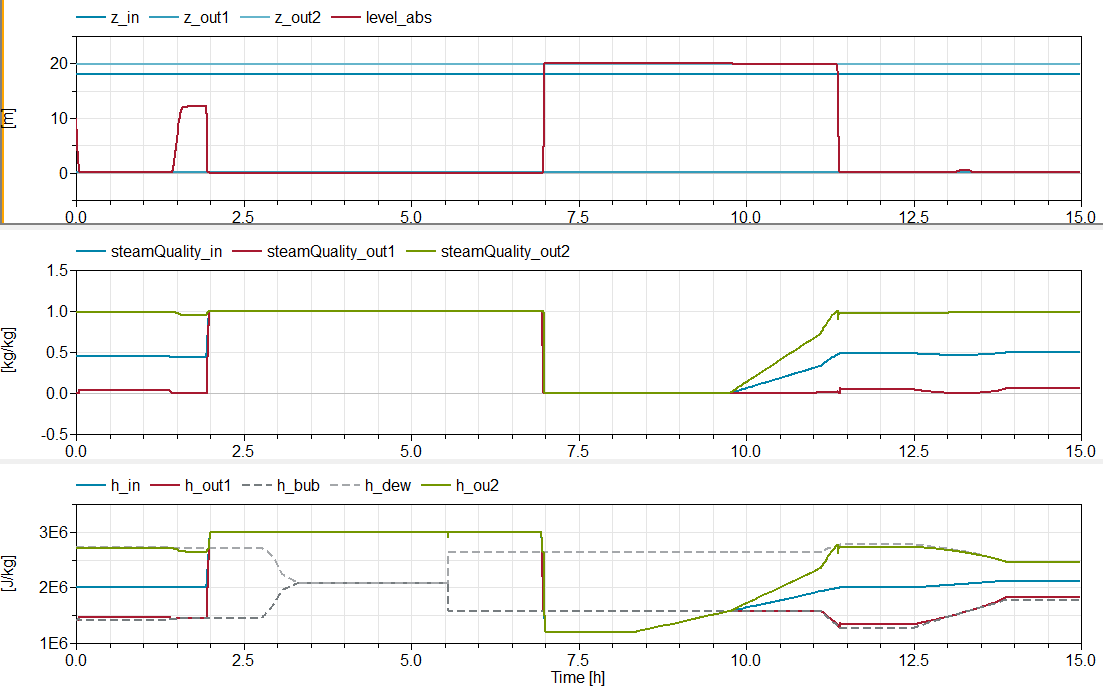 z_in z_out1 z_out2 level_abs
[m]
20
10
0
0.0 2.5 5.0 7.5 10.0 12.5 15.0
steamQuality_in steamQuality_out1 steamQuality_out2
[kg/kg]
1.5
1.0
0.5
0.0
-0.5
0.0 2.5 5.0 7.5 10.0 12.5 15.0
h_in h_out1 h_bub h_dew h_ou2
[J/kg]
3E6
2E6
1E6
0.0 2.5 5.0 7.5 10.0 12.5 15.0
Time [h]